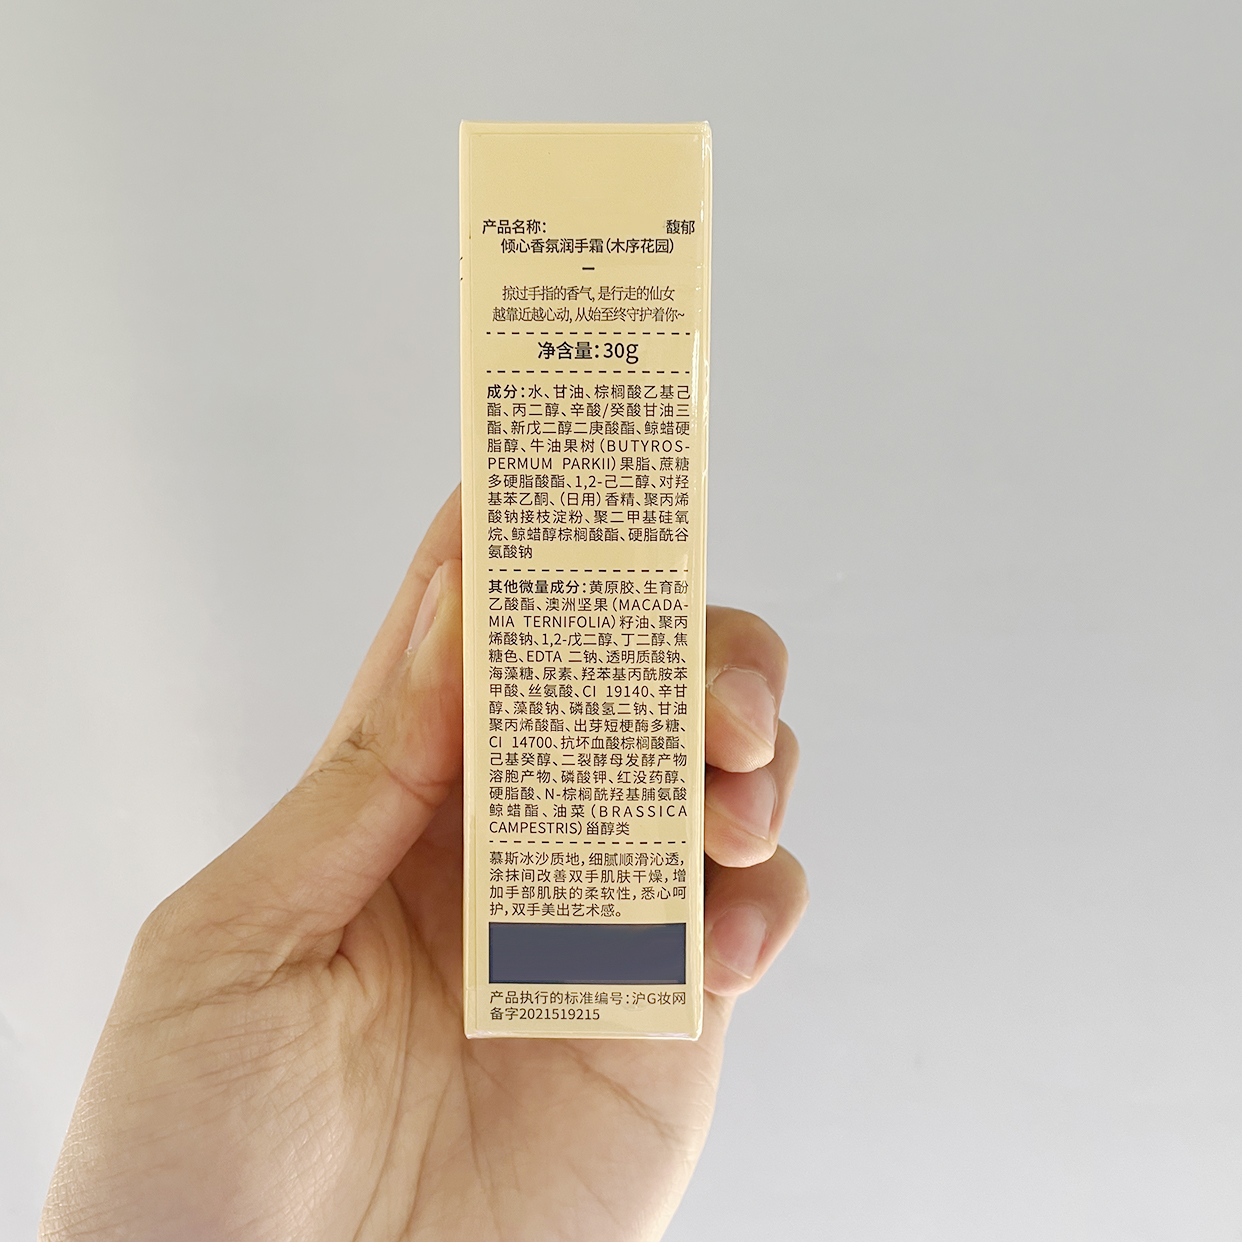 产品名称： 馥郁
倾心香氛润手霜（木序花园）
掠过手指的香气，是行走的仙女
越靠近越心动，从始至终守护着你~
净含量：30g
成分：水、甘油、棕榈酸乙基己
酯、丙二醇、辛酸/癸酸甘油三
酯、新戊二醇二庚酸酯、鲸蜡硬
脂醇、牛油果树（BUTYROS-
PERMUM PARKII）果脂、蔗糖
多硬脂酸酯、1,2-己二醇、对羟
基苯乙酮、（日用）香精、聚丙烯
酸钠接枝淀粉、聚二甲基硅氧
烷、鲸蜡醇棕榈酸酯、硬脂酰谷
氨酸钠
其他微量成分：黄原胶、生育酚
乙酸酯、澳洲坚果（MACADA-
MIA TERNIFOLIA）籽油、聚丙
烯酸钠、1,2-戊二醇、丁二醇、焦
糖色、EDTA 二钠、透明质酸钠、
海藻糖、尿素、羟苯基丙酰胺苯
甲酸、丝氨酸、CI 19140、辛甘
醇、藻酸钠、磷酸氢二钠、甘油
聚丙烯酸酯、出芽短梗酶多糖、
CI 14700、抗坏血酸棕榈酸酯、
己基癸醇、二裂酵母发酵产物
溶胞产物、磷酸钾、红没药醇、
硬脂酸、N-棕榈酰羟基脯氨酸
鲸蜡酯、油菜（BRASSICA
CAMPESTRIS）甾醇类
慕斯冰沙质地，细腻顺滑沁透，
涂抹间改善双手肌肤干燥，增
加手部肌肤的柔软性，悉心呵
护，双手美出艺术感。
产品执行的标准编号：沪G妆网
备字2021519215